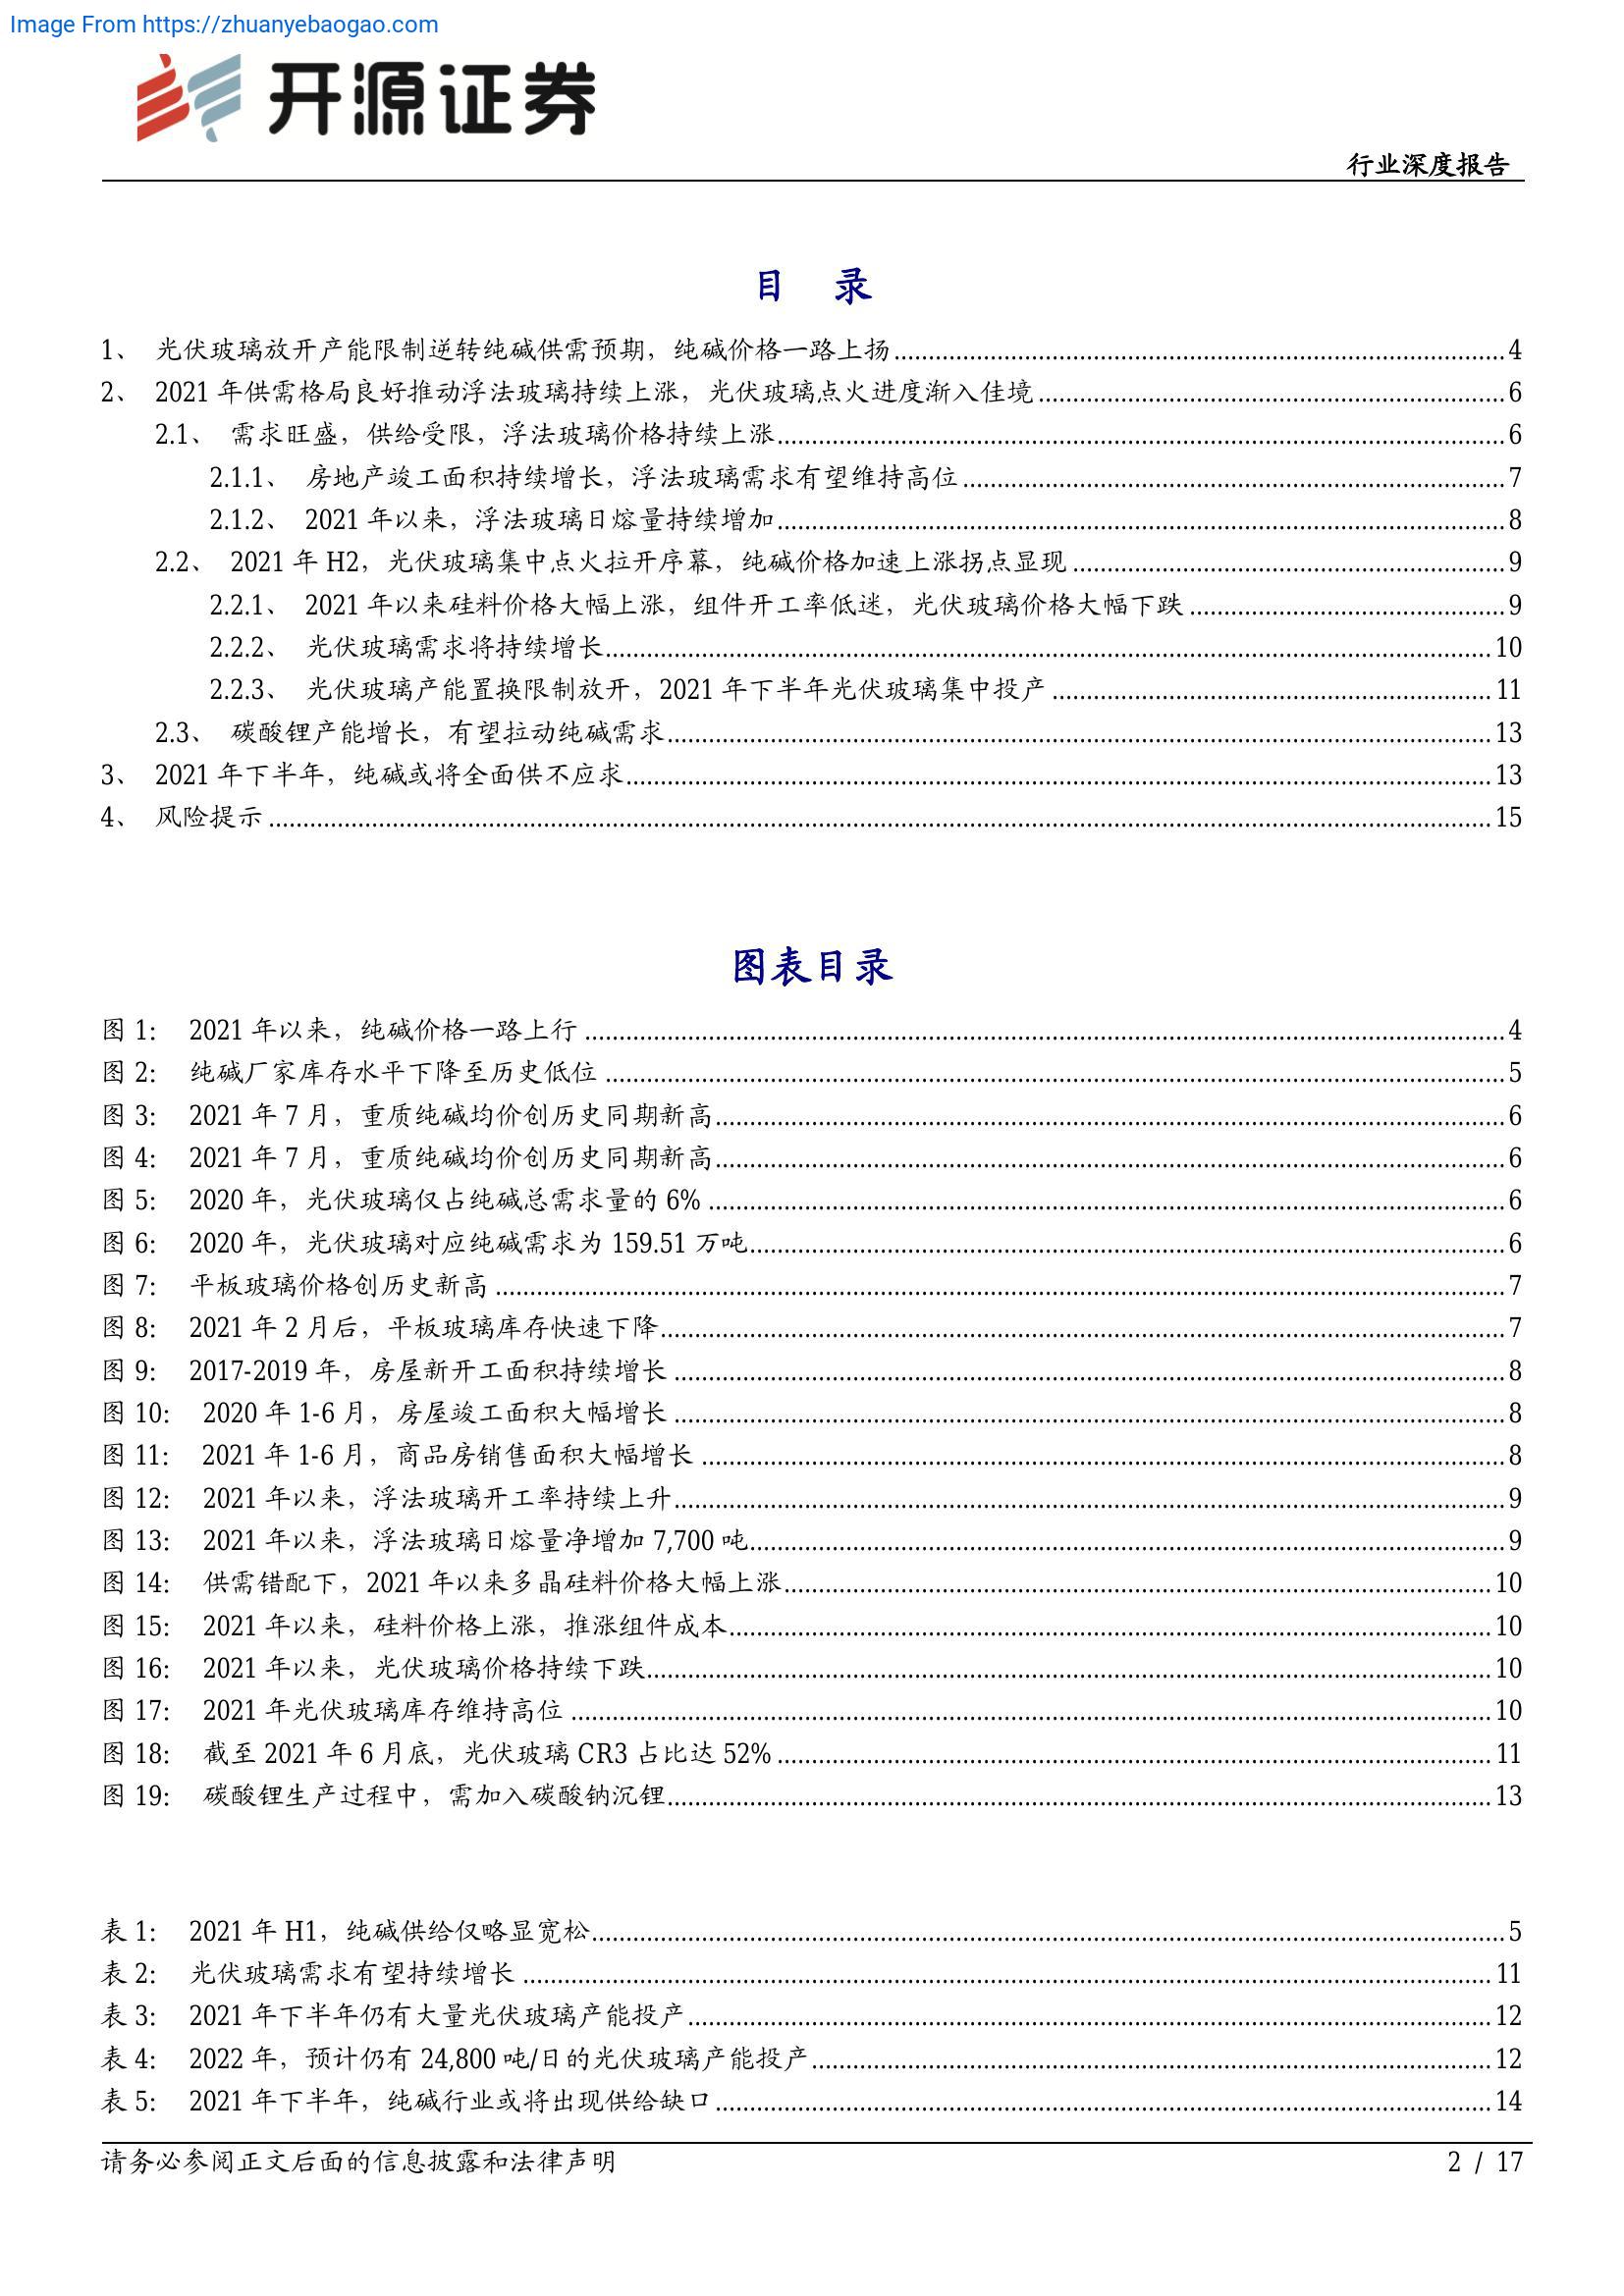 Image From https://zhuanyebaogao.com
开源证券
行业深度报告
目 录
1、 光伏玻璃放开产能限制逆转纯碱供需预期，纯碱价格一路上扬 4
2、 2021 年供需格局良好推动浮法玻璃持续上涨，光伏玻璃点火进度渐入佳境 6
2.1、 需求旺盛，供给受限，浮法玻璃价格持续上涨 6
2.1.1、 房地产竣工面积持续增长，浮法玻璃需求有望维持高位 7
2.1.2、 2021 年以来，浮法玻璃日熔量持续增加 8
2.2、 2021 年 H2，光伏玻璃集中点火拉开序幕，纯碱价格加速上涨拐点显现 9
2.2.1、 2021 年以来硅料价格大幅上涨，组件开工率低迷，光伏玻璃价格大幅下跌 9
2.2.2、 光伏玻璃需求将持续增长 10
2.2.3、 光伏玻璃产能置换限制放开，2021 年下半年光伏玻璃集中投产 11
2.3、 碳酸锂产能增长，有望拉动纯碱需求 13
3、 2021 年下半年，纯碱或将全面供不应求 13
4、 风险提示 15
图表目录
图 1： 2021 年以来，纯碱价格一路上行 4
图 2： 纯碱厂家库存水平下降至历史低位 5
图 3： 2021 年 7 月，重质纯碱均价创历史同期新高 6
图 4： 2021 年 7 月，重质纯碱均价创历史同期新高 6
图 5： 2020 年，光伏玻璃仅占纯碱总需求量的 6% 6
图 6： 2020 年，光伏玻璃对应纯碱需求为 159.51 万吨 6
图 7： 平板玻璃价格创历史新高 7
图 8： 2021 年 2 月后，平板玻璃库存快速下降 7
图 9： 2017-2019 年，房屋新开工面积持续增长 8
图 10： 2020 年 1-6 月，房屋竣工面积大幅增长 8
图 11： 2021 年 1-6 月，商品房销售面积大幅增长 8
图 12： 2021 年以来，浮法玻璃开工率持续上升 9
图 13： 2021 年以来，浮法玻璃日熔量净增加 7,700 吨 9
图 14： 供需错配下，2021 年以来多晶硅料价格大幅上涨 10
图 15： 2021 年以来，硅料价格上涨，推涨组件成本 10
图 16： 2021 年以来，光伏玻璃价格持续下跌 10
图 17： 2021 年光伏玻璃库存维持高位 10
图 18： 截至 2021 年 6 月底，光伏玻璃 CR3 占比达 52% 11
图 19： 碳酸锂生产过程中，需加入碳酸钠沉锂 13
表 1： 2021 年 H1，纯碱供给仅略显宽松 5
表 2： 光伏玻璃需求有望持续增长 11
表 3： 2021 年下半年仍有大量光伏玻璃产能投产 12
表 4： 2022 年，预计仍有 24,800 吨/日的光伏玻璃产能投产 12
表 5： 2021 年下半年，纯碱行业或将出现供给缺口 14
请务必参阅正文后面的信息披露和法律声明 2 / 17